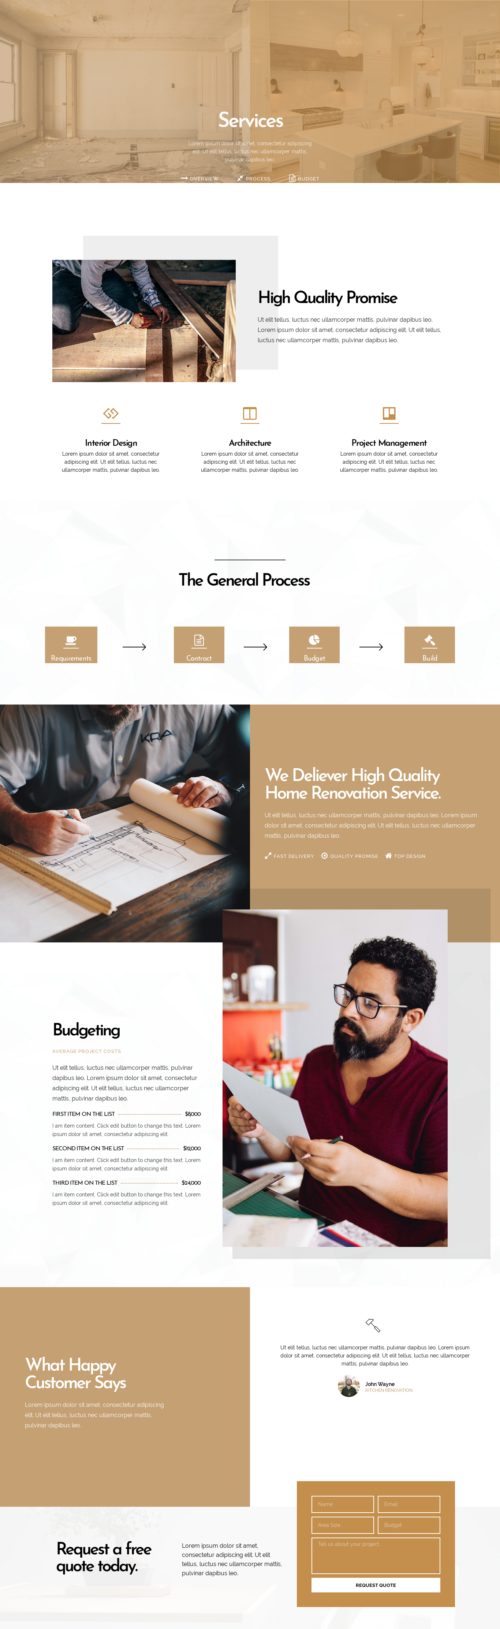 Services
Lorem ipsum dolor sit amet, consectetur adipiscing
elit. Ut elit tellus, luctus nec ullamcorper mattis,
pulvinar dapibus leo.
OVERVIEW PROCESS BUDGET
High Quality Promise
Ut elit tellus, luctus nec ullamcorper mattis, pulvinar dapibus leo.
Lorem ipsum dolor sit amet, consectetur adipiscing elit. Ut elit tellus,
luctus nec ullamcorper mattis, pulvinar dapibus leo.
Interior Design
Lorem ipsum dolor sit amet, consectetur
adipiscing elit. Ut elit tellus, luctus nec
ullamcorper mattis, pulvinar dapibus leo.
Architecture
Lorem ipsum dolor sit amet, consectetur
adipiscing elit. Ut elit tellus, luctus nec
ullamcorper mattis, pulvinar dapibus leo.
Project Management
Lorem ipsum dolor sit amet, consectetur
adipiscing elit. Ut elit tellus, luctus nec
ullamcorper mattis, pulvinar dapibus leo.
The General Process
Requirements
Contract
Budget
Build
KOA
We Deliever High Quality
Home Renovation Service.
Ut elit tellus, luctus nec ullamcorper mattis, pulvinar dapibus leo. Lorem ipsum
dolor sit amet, consectetur adipiscing elit. Ut elit tellus, luctus nec ullamcorper
mattis, pulvinar dapibus leo.
FAST DELIVERY QUALITY PROMISE TOP DESIGN
Budgeting
AVERAGE PROJECT COSTS
Ut elit tellus, luctus nec ullamcorper mattis, pulvinar
dapibus leo. Lorem ipsum dolor sit amet, consectetur
adipiscing elit. Ut elit tellus, luctus nec ullamcorper
mattis, pulvinar dapibus leo.
FIRST ITEM ON THE LIST $8,000
I am item content. Click edit button to change this text. Lorem
ipsum dolor sit amet, consectetur adipiscing elit.
SECOND ITEM ON THE LIST $12,000
I am item content. Click edit button to change this text. Lorem
ipsum dolor sit amet, consectetur adipiscing elit.
THIRD ITEM ON THE LIST $24,000
I am item content. Click edit button to change this text. Lorem
ipsum dolor sit amet, consectetur adipiscing elit.
What Happy
Customer Says
Lorem ipsum dolor sit amet, consectetur adipiscing
elit. Ut elit tellus, luctus nec ullamcorper mattis,
pulvinar dapibus leo.
Ut elit tellus, luctus nec ullamcorper mattis, pulvinar dapibus leo. Lorem ipsum
dolor sit amet, consectetur adipiscing elit. Ut elit tellus, luctus nec ullamcorper
mattis, pulvinar dapibus leo.
John Wayne
KITCHEN RENOVATION
Request a free
quote today.
Lorem ipsum dolor sit amet,
consectetur adipiscing elit. Ut elit
tellus, luctus nec ullamcorper mattis,
pulvinar dapibus leo.
Name
Email
Area Size
Budget
Tell us about your project...
REQUEST QUOTE